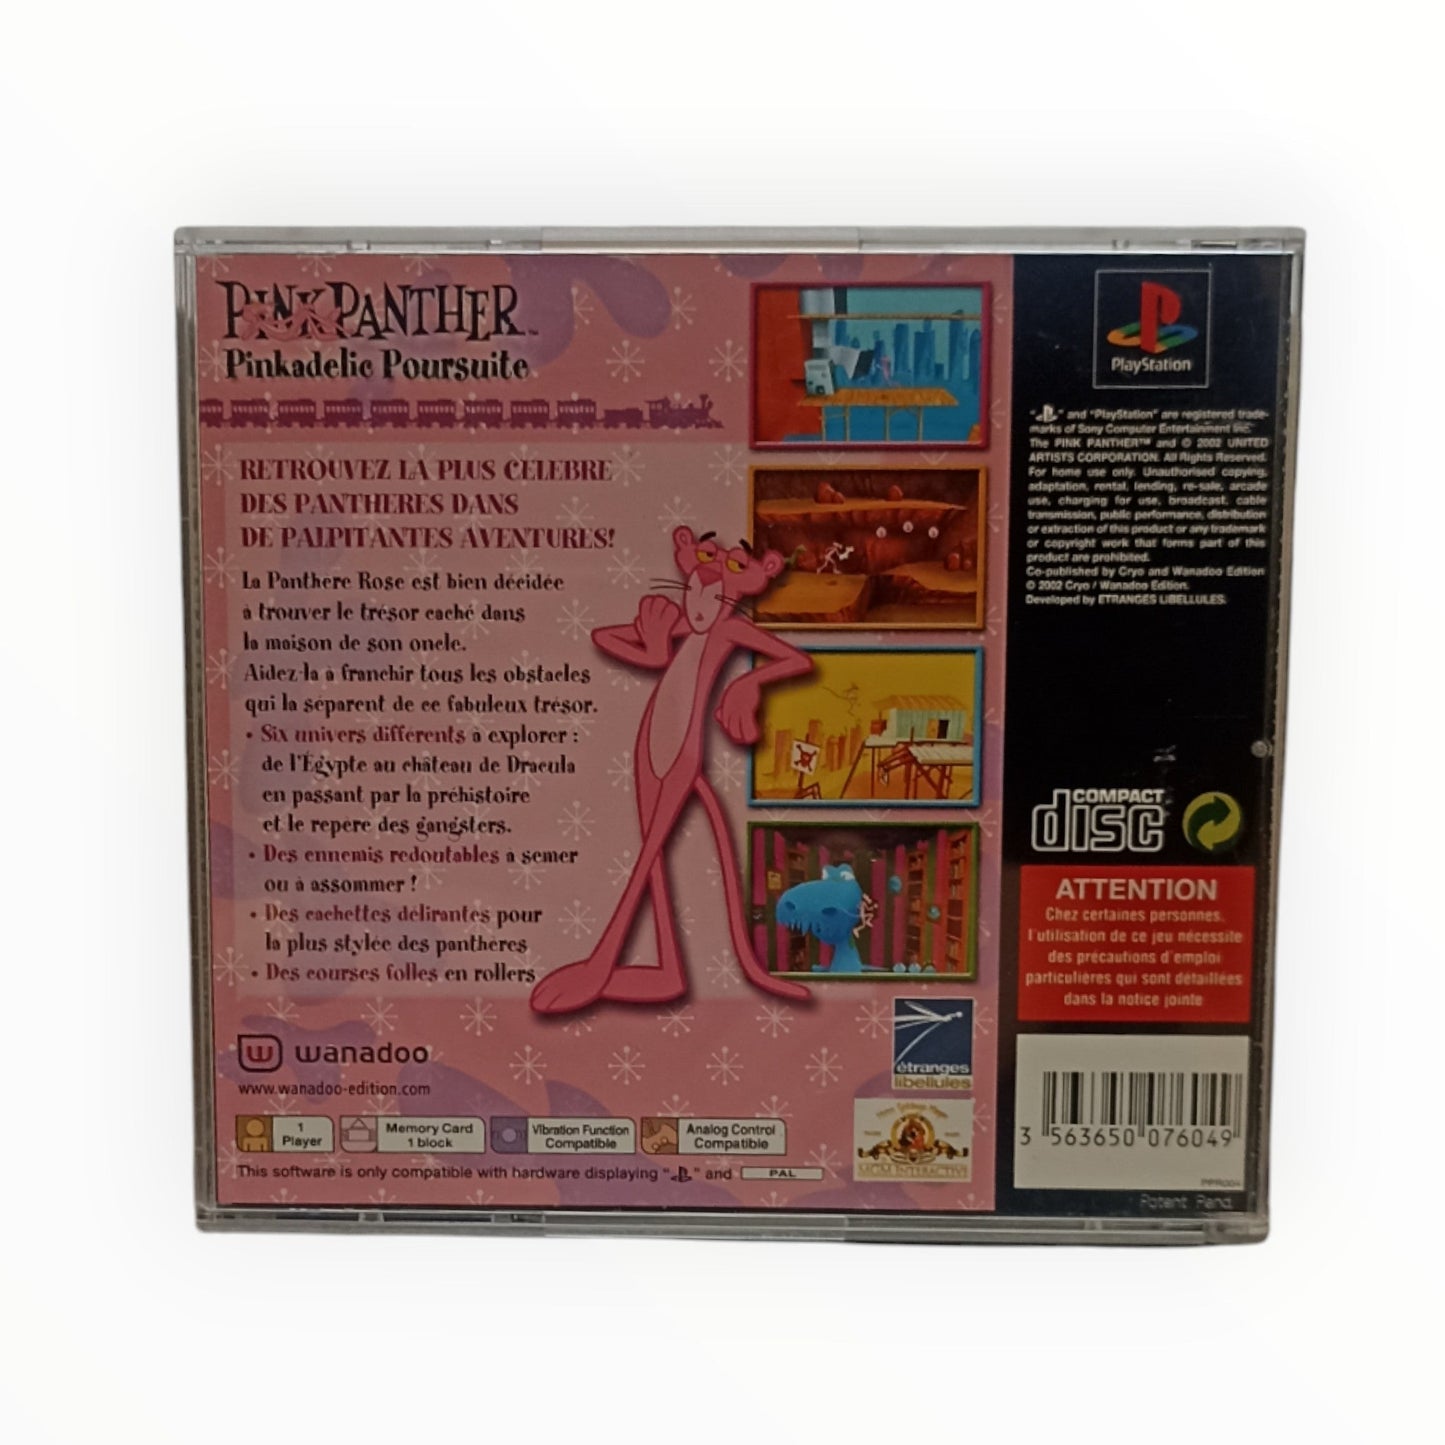 PINK PANTHER™
Pinkadelic Poursuite
RETROUVEZ LA PLUS CELEBRE
DES PANTHERES DANS
DE PALPITANTES AVENTURES!
La Panthère Rose est bien décidée
à trouver le trésor caché dans
la maison de son oncle.
Aidez-la à franchir tous les obstacles
qui la séparent de ce fabuleux trésor.
• Six univers différents à explorer :
de l'Égypte au château de Dracula
en passant par la préhistoire
et le repere des gangsters.
• Des ennemis redoutables à semer
ou à assommer !
• Des cachettes délirantes pour
la plus stylée des panthères
• Des courses folles en rollers
wanadoo
www.wanadoo-edition.com
1
Player
Memory Card
1 block
Vibration Function
Compatible
Analog Control
Compatible
This software is only compatible with hardware displaying " " and PAL
étranges
libellules
MGM INTERACTIVE
PlayStation
" " and "PlayStation" are registered trade-
marks of Sony Computer Entertainment Inc.
The PINK PANTHER™ and © 2002 UNITED
ARTISTS CORPORATION. All Rights Reserved.
For home use only. Unauthorised copying,
adaptation, rental, lending, re-sale, arcade
use, charging for use, broadcast, cable
transmission, public performance, distribution
or extraction of this product or any trademark
or copyright work that forms part of this
product are prohibited.
Co-published by Cryo and Wanadoo Edition
© 2002 Cryo / Wanadoo Edition.
Developed by ETRANGES LIBELLULES.
COMPACT
disc
ATTENTION
Chez certaines personnes,
l'utilisation de ce jeu nécessite
des précautions d'emploi
particulières qui sont détaillées
dans la notice jointe
3 563650 076049
PPR004
Patent Pend.